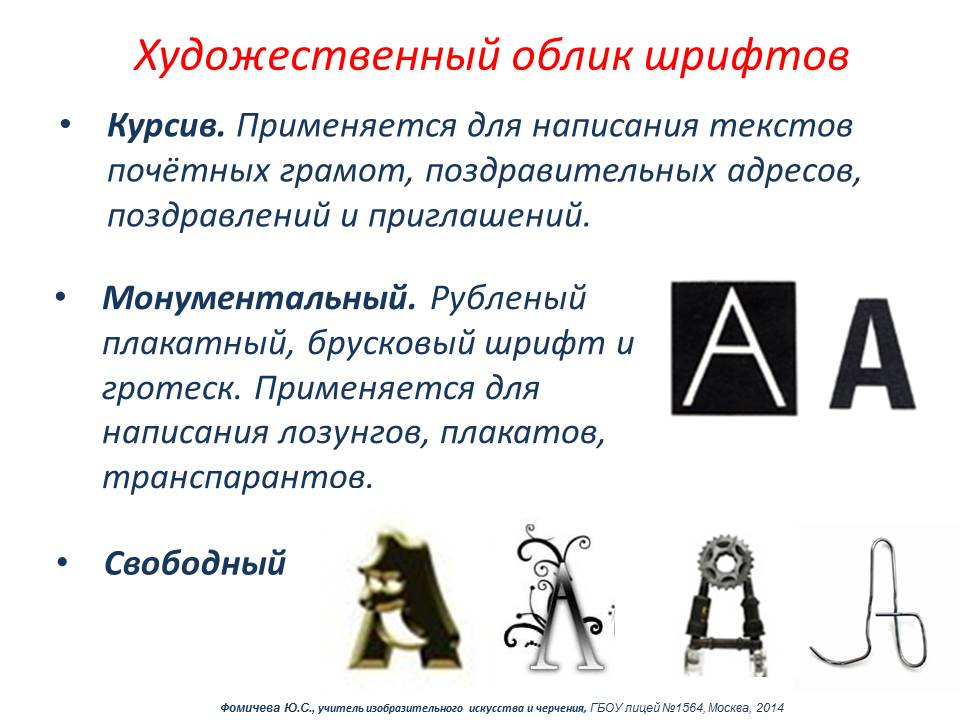 Художественный облик шрифтов
• Курсив. Применяется для написания текстов
почётных грамот, поздравительных адресов,
поздравлений и приглашений.
• Монументальный. Рубленый
плакатный, брусковый шрифт и
гротеск. Применяется для
написания лозунгов, плакатов,
транспарантов.
А А
• Свободный
А А А А
Фомичева Ю.С., учитель изобразительного искусства и черчения, ГБОУ лицей №1564, Москва, 2014